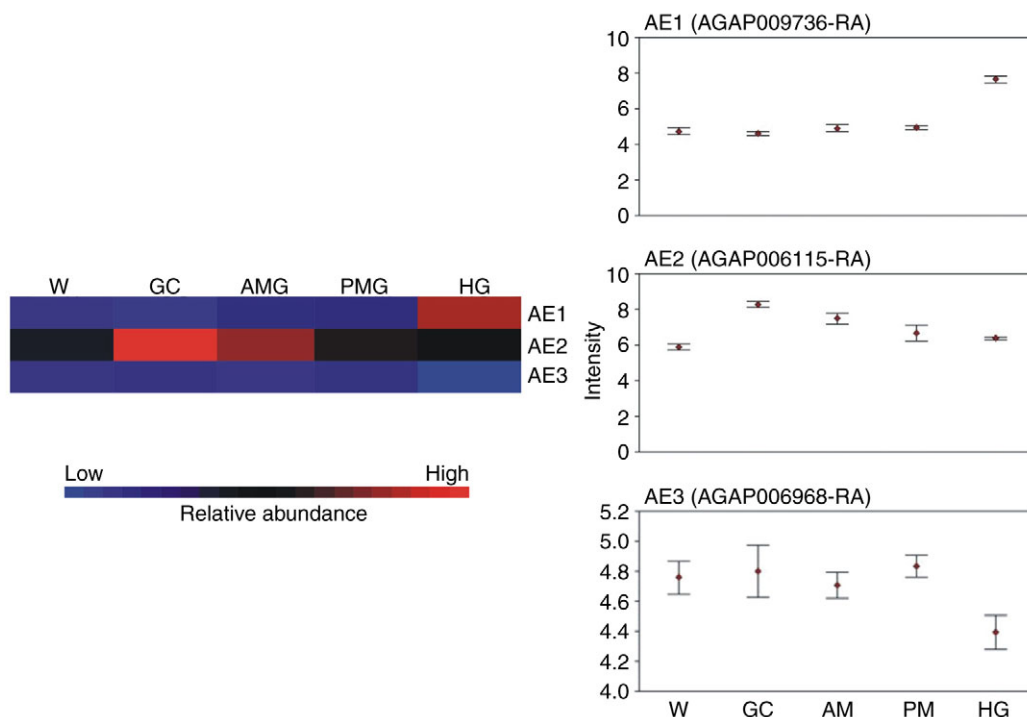 W GC AMG PMG HG
AE1
AE2
AE3
Low High
Relative abundance
AE1 (AGAP009736-RA)
10
8
6
4
2
0
AE2 (AGAP006115-RA)
10
8
6
4
2
0
Intensity
AE3 (AGAP006968-RA)
5.2
5.0
4.8
4.6
4.4
4.2
4.0
W GC AM PM HG